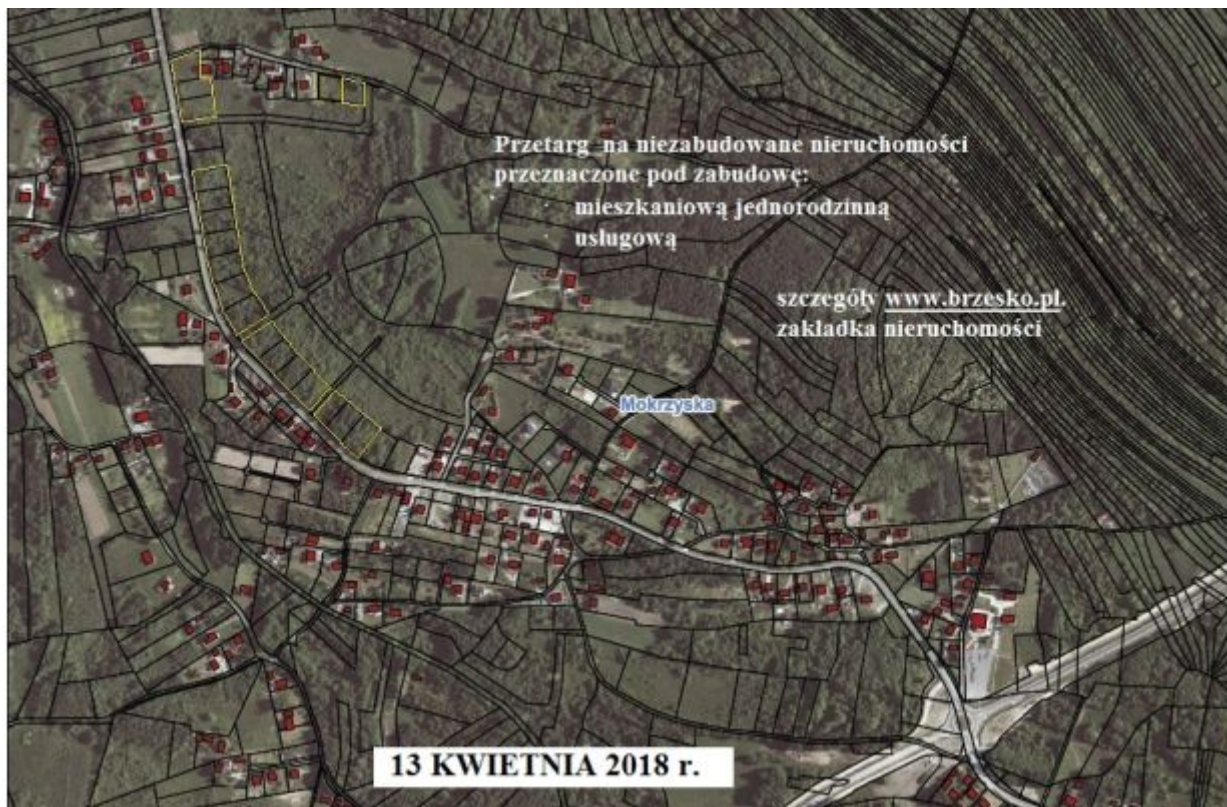 Przetarg na niezabudowane nieruchomości
przeznaczone pod zabudowę:
mieszkaniową jednorodzinną
usługową
szczegóły www.brzesko.pl.
zakładka nieruchomości
Mokrzyska
13 KWIETNIA 2018 r.